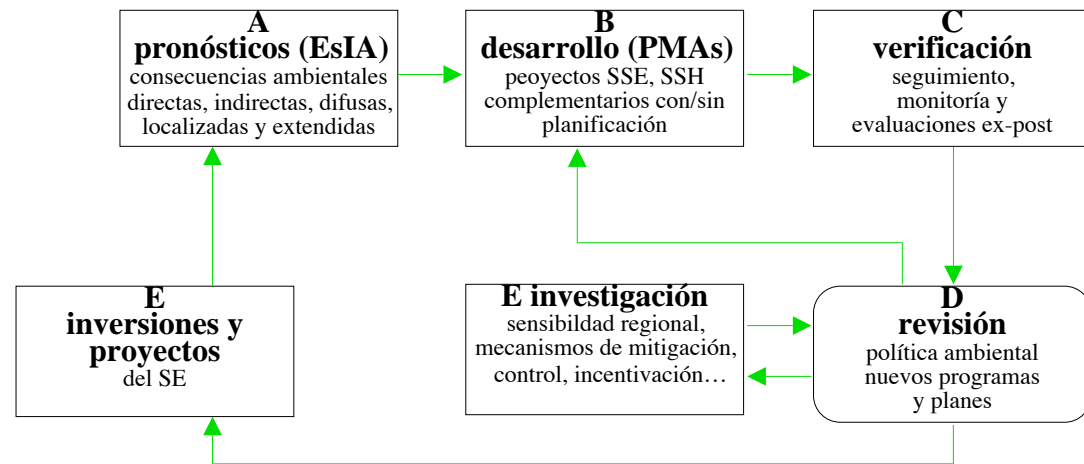 A
pronósticos (EsIA)
consecuencias ambientales
directas, indirectas, difusas,
localizadas y extendidas
B
desarrollo (PMAs)
peoyectos SSE, SSH
complementarios con/sin
planificación
C
verificación
seguimiento,
monitoría y
evaluaciones ex-post
E
inversiones y
proyectos
del SE
E investigación
sensibildad regional,
mecanismos de mitigación,
control, incentivación…
D
revisión
política ambiental
nuevos programas
y planes